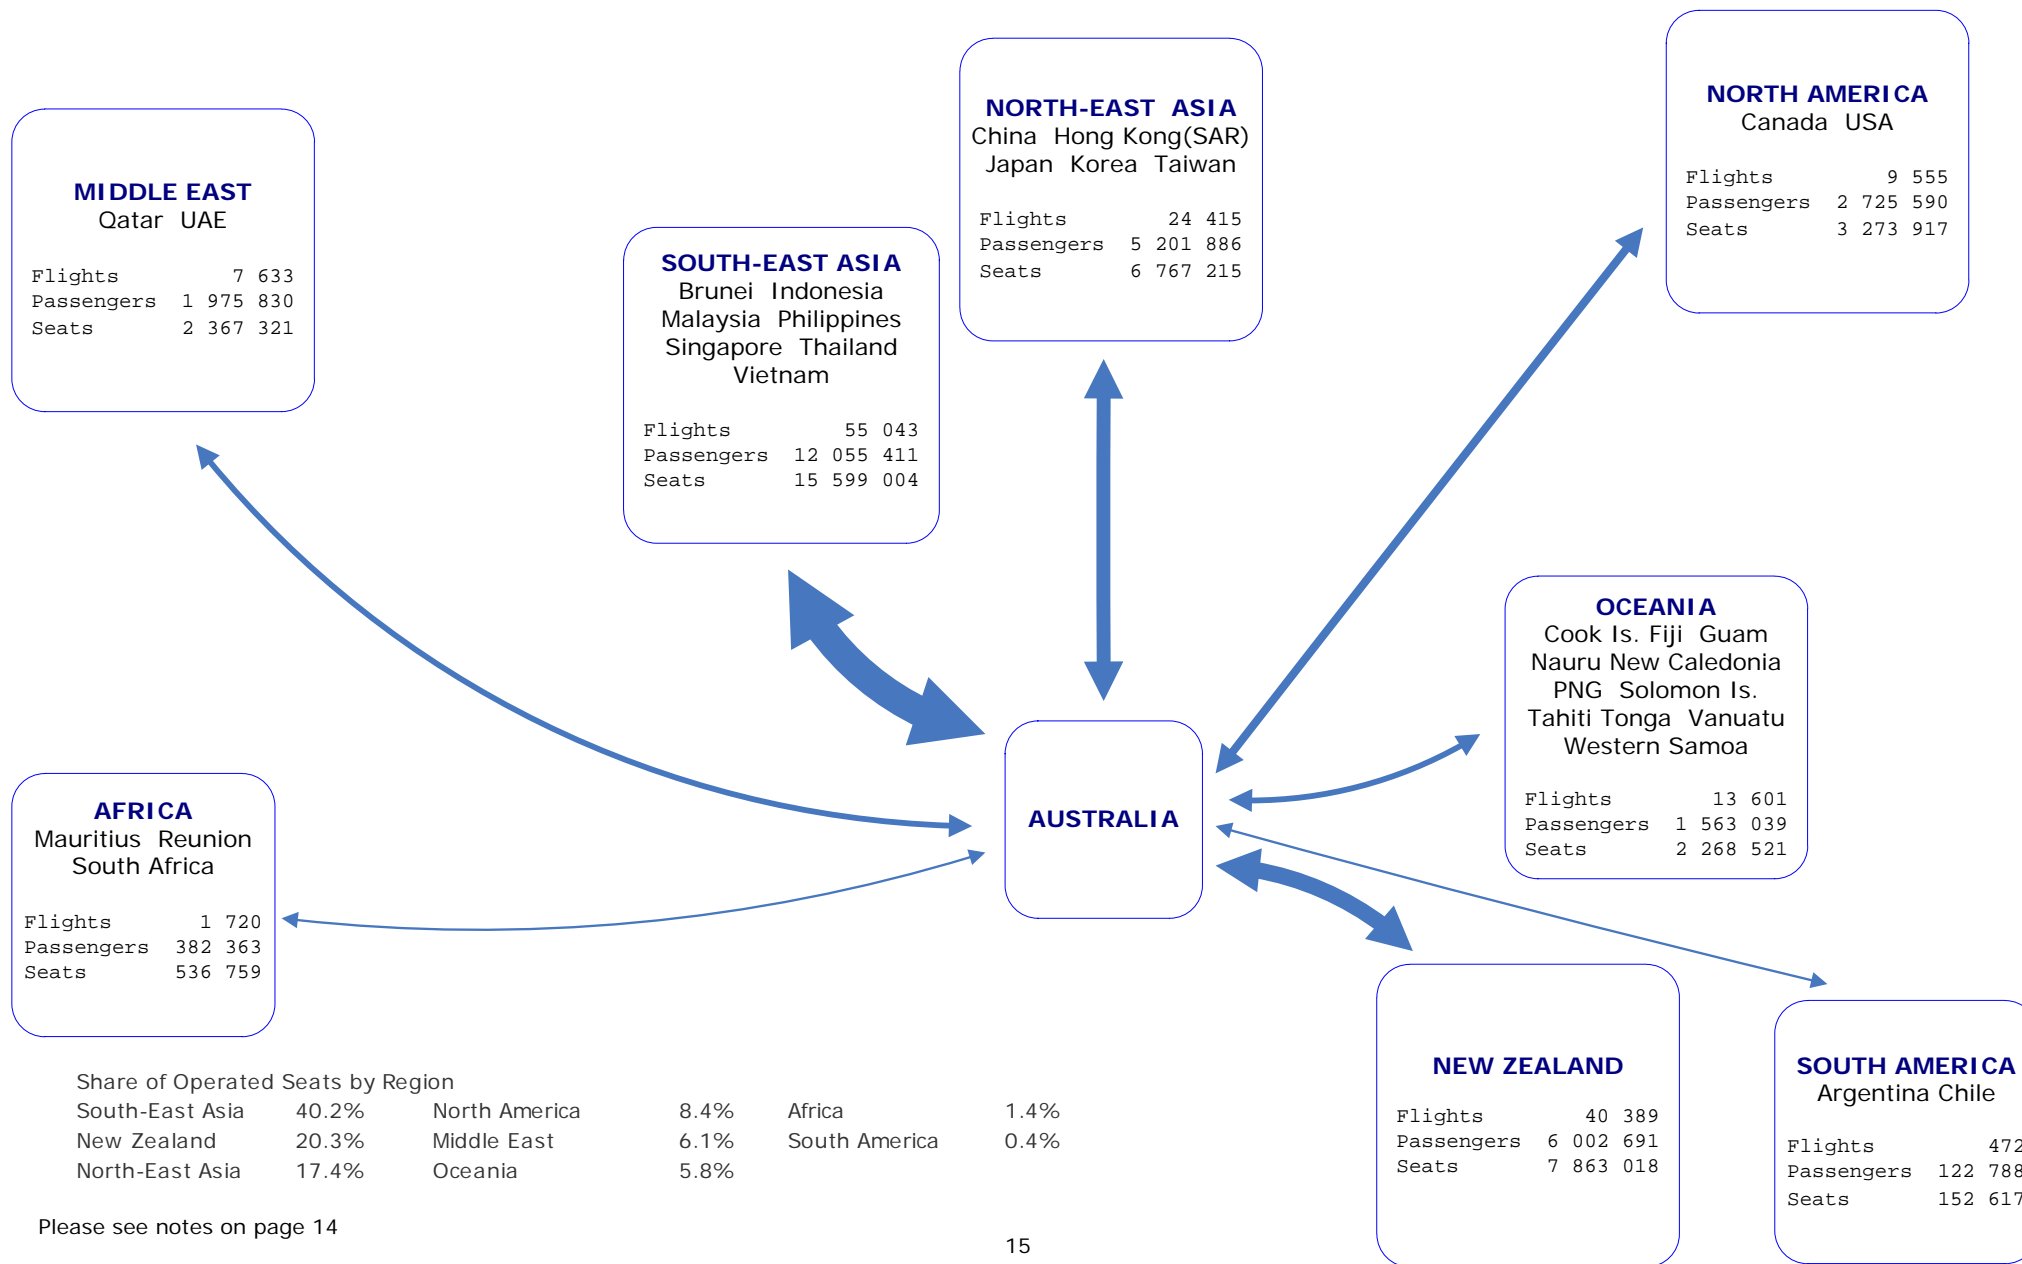 NORTH-EAST ASIA
China Hong Kong(SAR)
Japan Korea Taiwan
Flights 24 415
Passengers 5 201 886
Seats 6 767 215
NORTH AMERICA
Canada USA
Flights 9 555
Passengers 2 725 590
Seats 3 273 917
MIDDLE EAST
Qatar UAE
Flights 7 633
Passengers 1 975 830
Seats 2 367 321
SOUTH-EAST ASIA
Brunei Indonesia
Malaysia Philippines
Singapore Thailand
Vietnam
Flights 55 043
Passengers 12 055 411
Seats 15 599 004
OCEANIA
Cook Is. Fiji Guam
Nauru New Caledonia
PNG Solomon Is.
Tahiti Tonga Vanuatu
Western Samoa
Flights 13 601
Passengers 1 563 039
Seats 2 268 521
AUSTRALIA
AFRICA
Mauritius Reunion
South Africa
Flights 1 720
Passengers 382 363
Seats 536 759
NEW ZEALAND
Flights 40 389
Passengers 6 002 691
Seats 7 863 018
SOUTH AMERICA
Argentina Chile
Flights 472
Passengers 122 788
Seats 152 617
Share of Operated Seats by Region
South-East Asia 40.2% North America 8.4% Africa 1.4%
New Zealand 20.3% Middle East 6.1% South America 0.4%
North-East Asia 17.4% Oceania 5.8%
Please see notes on page 14
15